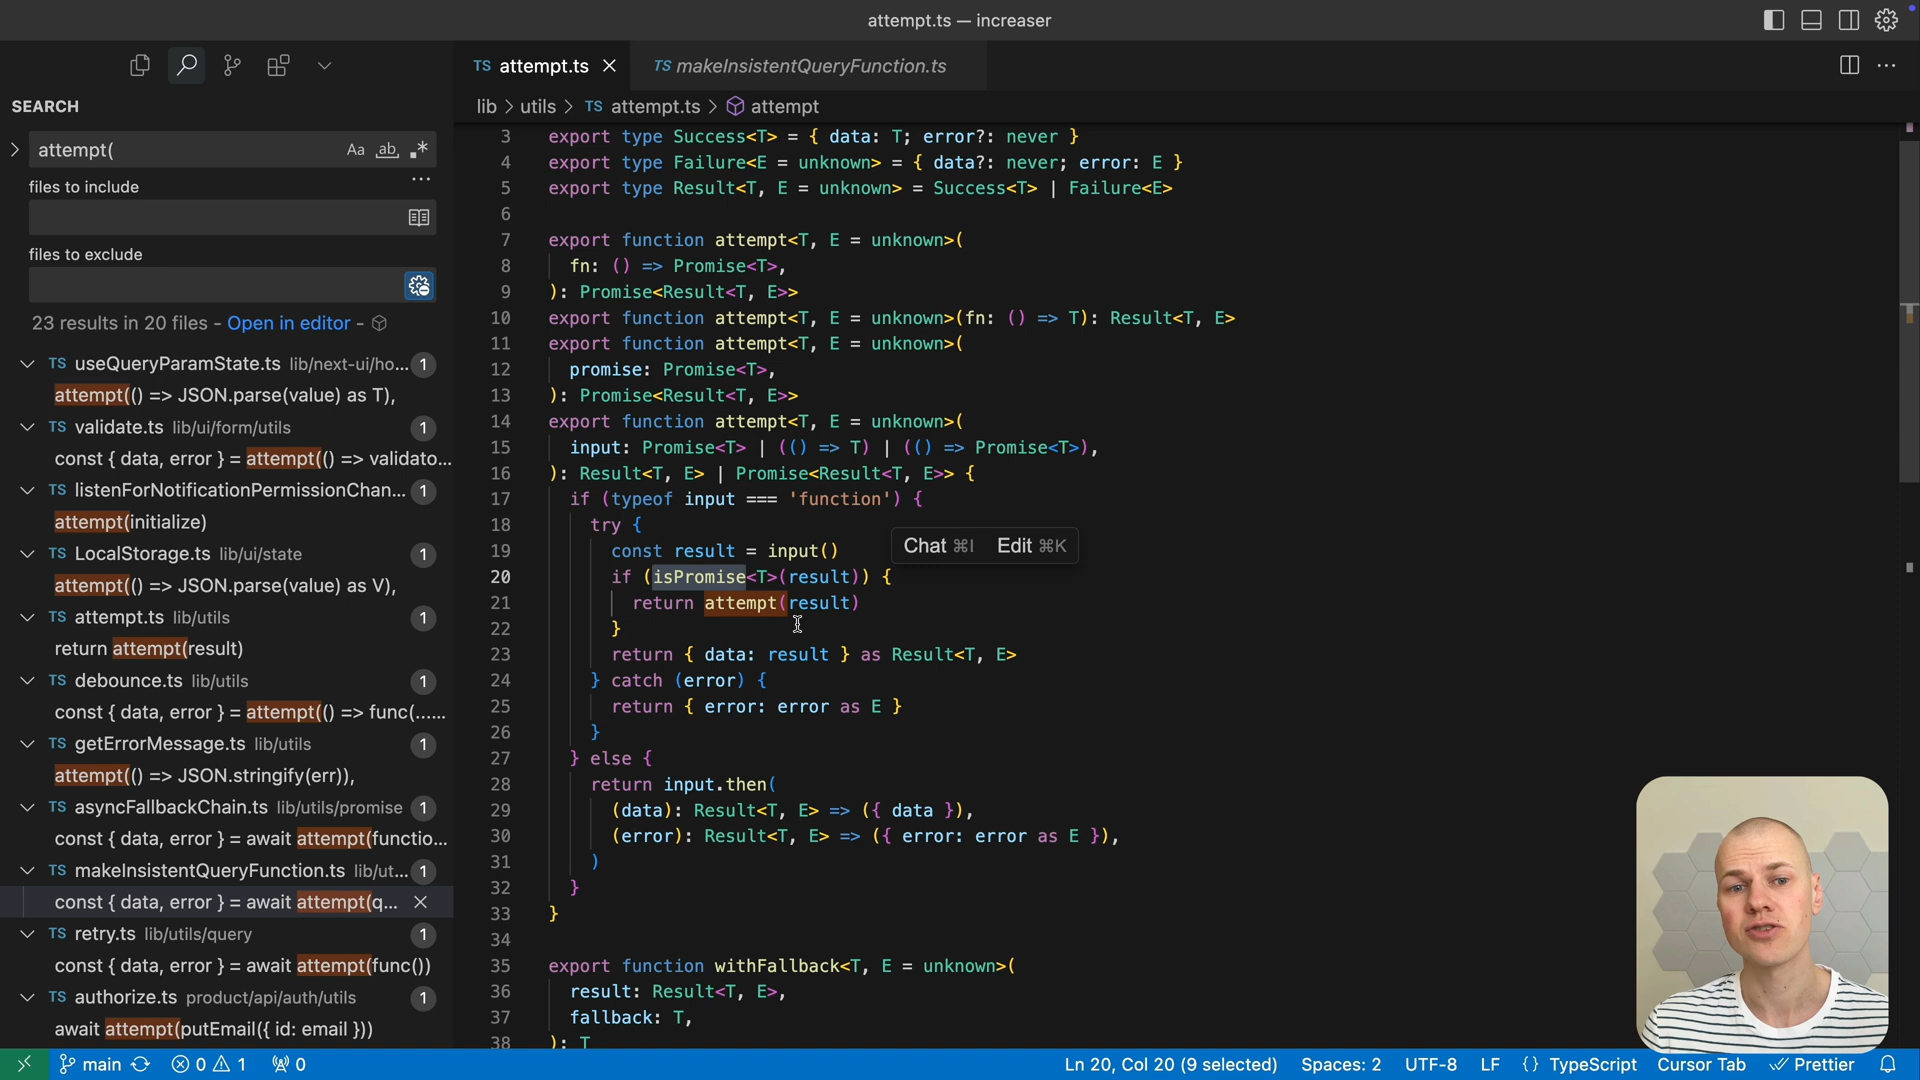 attempt.ts — increaser
SEARCH
attempt(
Aa
ab
files to include
files to exclude
23 results in 20 files - Open in editor -
TS useQueryParamState.ts lib/next-ui/ho... 1
attempt(() => JSON.parse(value) as T),
TS validate.ts lib/ui/form/utils 1
const { data, error } = attempt(() => validato...
TS listenForNotificationPermissionChan... 1
attempt(initialize)
TS LocalStorage.ts lib/ui/state 1
attempt(() => JSON.parse(value) as V),
TS attempt.ts lib/utils 1
return attempt(result)
TS debounce.ts lib/utils 1
const { data, error } = attempt(() => func(......
TS getErrorMessage.ts lib/utils 1
attempt(() => JSON.stringify(err)),
TS asyncFallbackChain.ts lib/utils/promise 1
const { data, error } = await attempt(functio...
TS makeInsistentQueryFunction.ts lib/ut... 1
const { data, error } = await attempt(q...
TS retry.ts lib/utils/query 1
const { data, error } = await attempt(func())
TS authorize.ts product/api/auth/utils 1
await attempt(putEmail({ id: email }))
TS attempt.ts
TS makeInsistentQueryFunction.ts
lib > utils > TS attempt.ts > attempt
3 export type Success<T> = { data: T; error?: never }
4 export type Failure<E = unknown> = { data?: never; error: E }
5 export type Result<T, E = unknown> = Success<T> | Failure<E>
6
7 export function attempt<T, E = unknown>(
8 fn: () => Promise<T>,
9 ): Promise<Result<T, E>>
10 export function attempt<T, E = unknown>(fn: () => T): Result<T, E>
11 export function attempt<T, E = unknown>(
12 promise: Promise<T>,
13 ): Promise<Result<T, E>>
14 export function attempt<T, E = unknown>(
15 input: Promise<T> | (() => T) | (() => Promise<T>),
16 ): Result<T, E> | Promise<Result<T, E>> {
17 if (typeof input === 'function') {
18 try {
19 const result = input()
Chat ⌘I Edit ⌘K
20 if (isPromise<T>(result)) {
21 return attempt(result)
22 }
23 return { data: result } as Result<T, E>
24 } catch (error) {
25 return { error: error as E }
26 }
27 } else {
28 return input.then(
29 (data): Result<T, E> => ({ data }),
30 (error): Result<T, E> => ({ error: error as E }),
31 )
32 }
33 }
34
35 export function withFallback<T, E = unknown>(
36 result: Result<T, E>,
37 fallback: T,
38 ): T
main 0 1 0
Ln 20, Col 20 (9 selected) Spaces: 2 UTF-8 LF {} TypeScript Cursor Tab Prettier